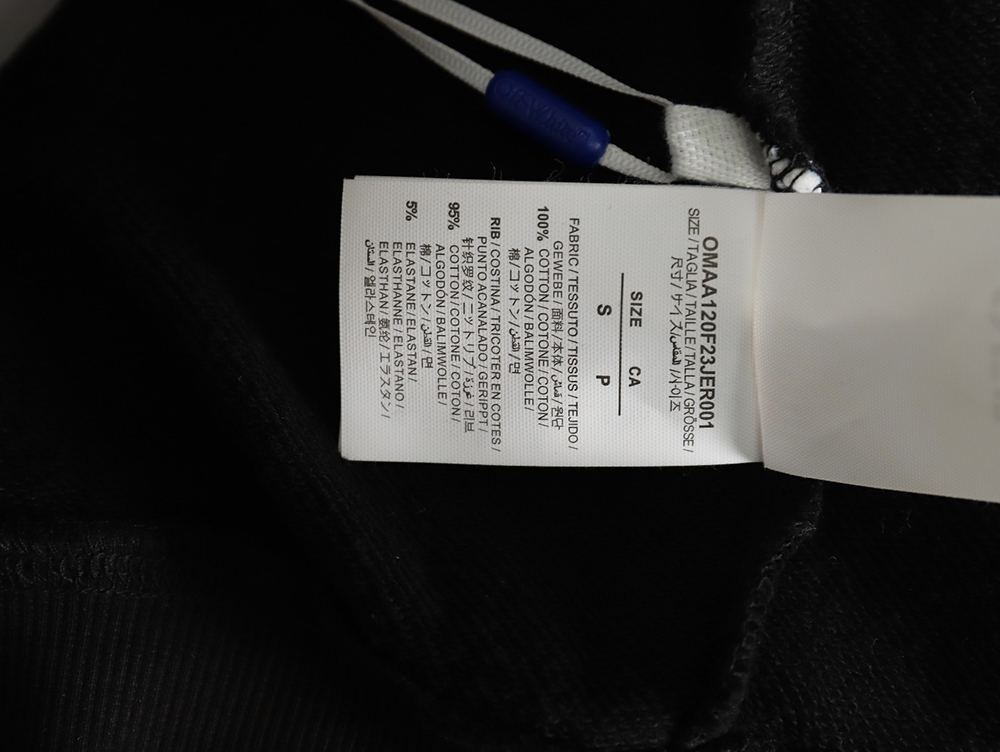 OMAA120F23JER001
SIZE / TAGLIA / TAILLE / TALLA / GRÖSSE /
尺寸 / サイズ / المقاس / 사이즈
SIZE CA
S P
FABRIC / TESSUTO / TISSUS / TEJIDO /
GEWEBE / 面料 / 本体 / قماش / 원단
100% COTTON / COTONE / COTON /
ALGODÓN / BALIMWOLLE /
棉 / コットン / القطن / 면
RIB / COSTINA / TRICOTER EN COTES /
PUNTO ACANALADO / GERIPPT /
针织罗纹 / ニットリブ / غرزة / 리브
95% COTTON / COTONE / COTON /
ALGODÓN / BALIMWOLLE /
棉 / コットン / القطن / 면
5% ELASTANE / ELASTAN /
ELASTHANNE / ELASTANO /
ELASTHAN / 氨纶 / エラスタン /
/ 엘라스테인